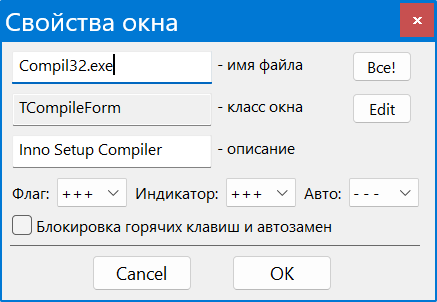 Свойства окна
Compil32.exe - имя файла Все!
TCompileForm - класс окна Edit
Inno Setup Compiler - описание
Флаг: +++ Индикатор: +++ Авто: ---
Блокировка горячих клавиш и автозамен
Cancel OK